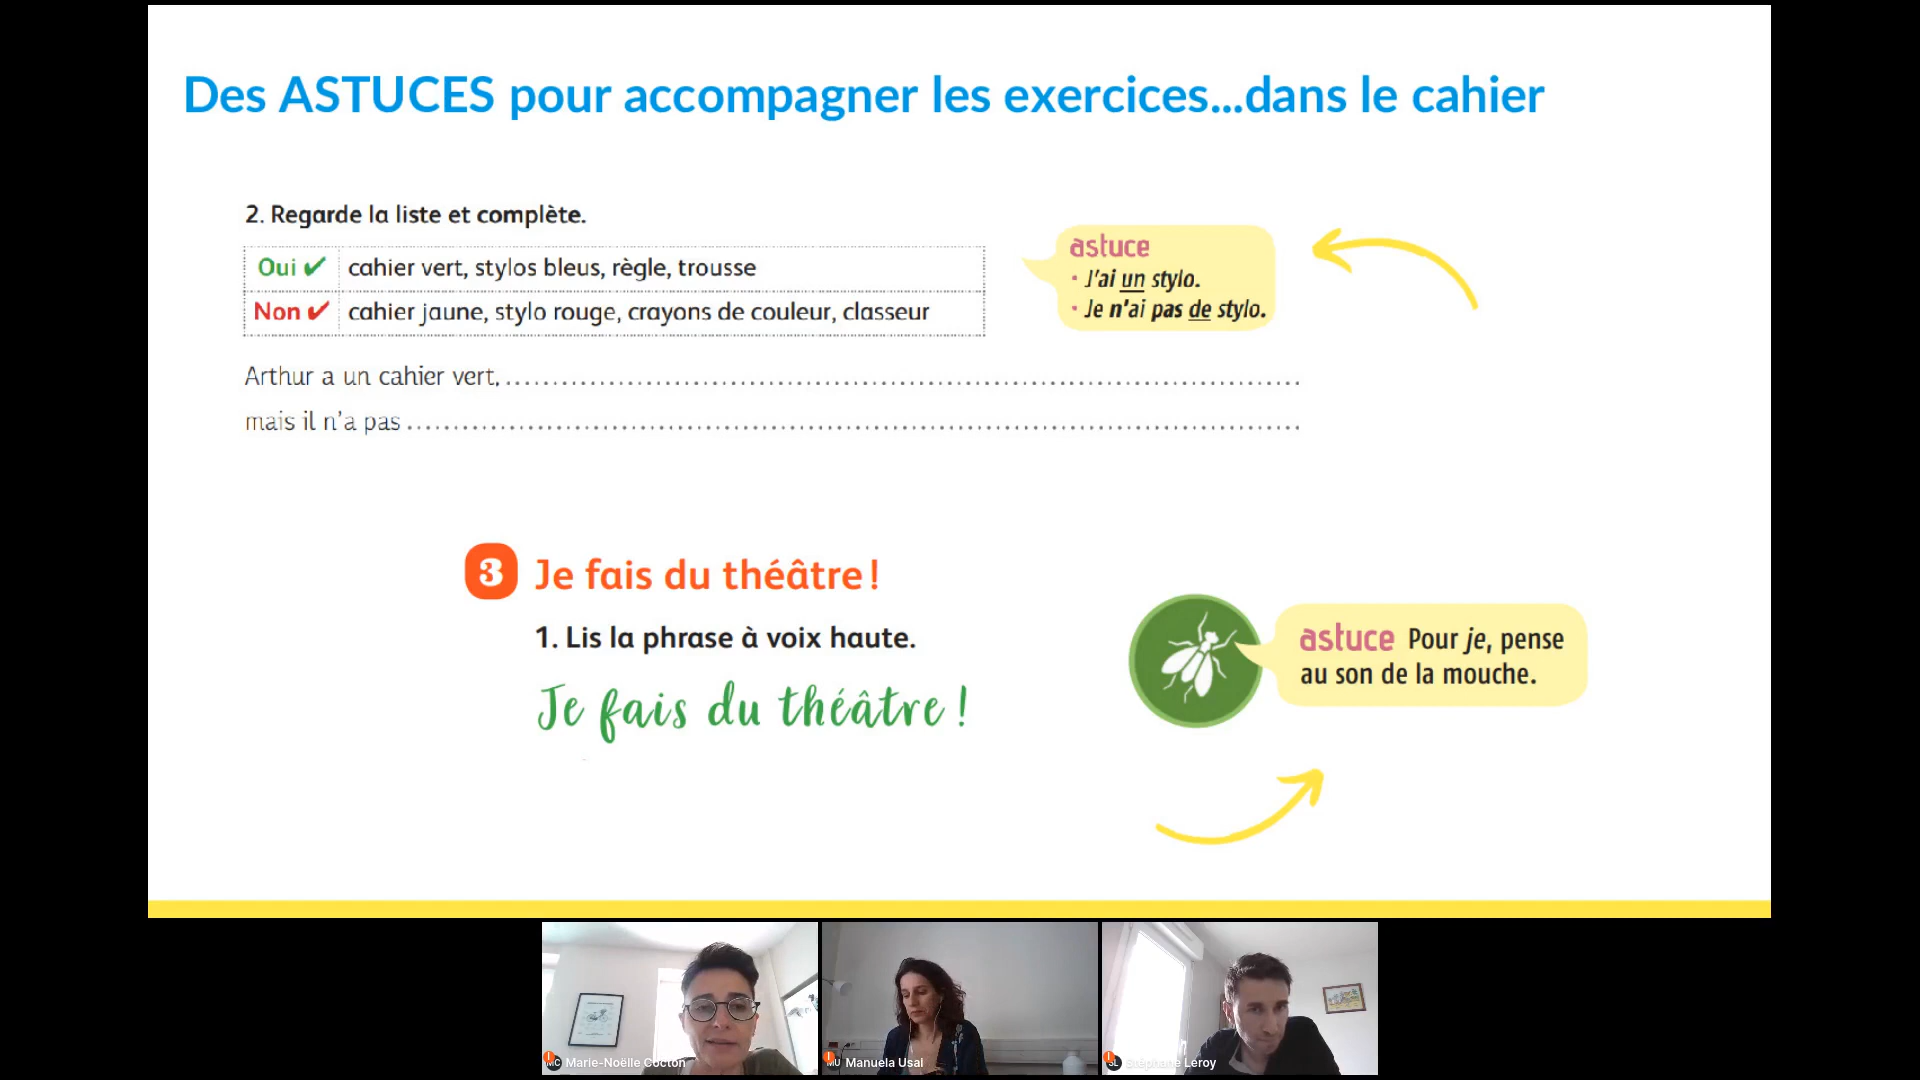 Des ASTUCES pour accompagner les exercices...dans le cahier
2. Regarde la liste et complète.
Oui ✔ cahier vert, stylos bleus, règle, trousse
Non ✔ cahier jaune, stylo rouge, crayons de couleur, classeur
astuce
· J'ai un stylo.
· Je n'ai pas de stylo.
Arthur a un cahier vert, ........................................................................
mais il n'a pas ........................................................................
3 Je fais du théâtre !
1. Lis la phrase à voix haute.
Je fais du théâtre !
astuce Pour je, pense
au son de la mouche.
MC Marie-Noëlle Cocton
MU Manuela Usai
SL Stéphane Leroy